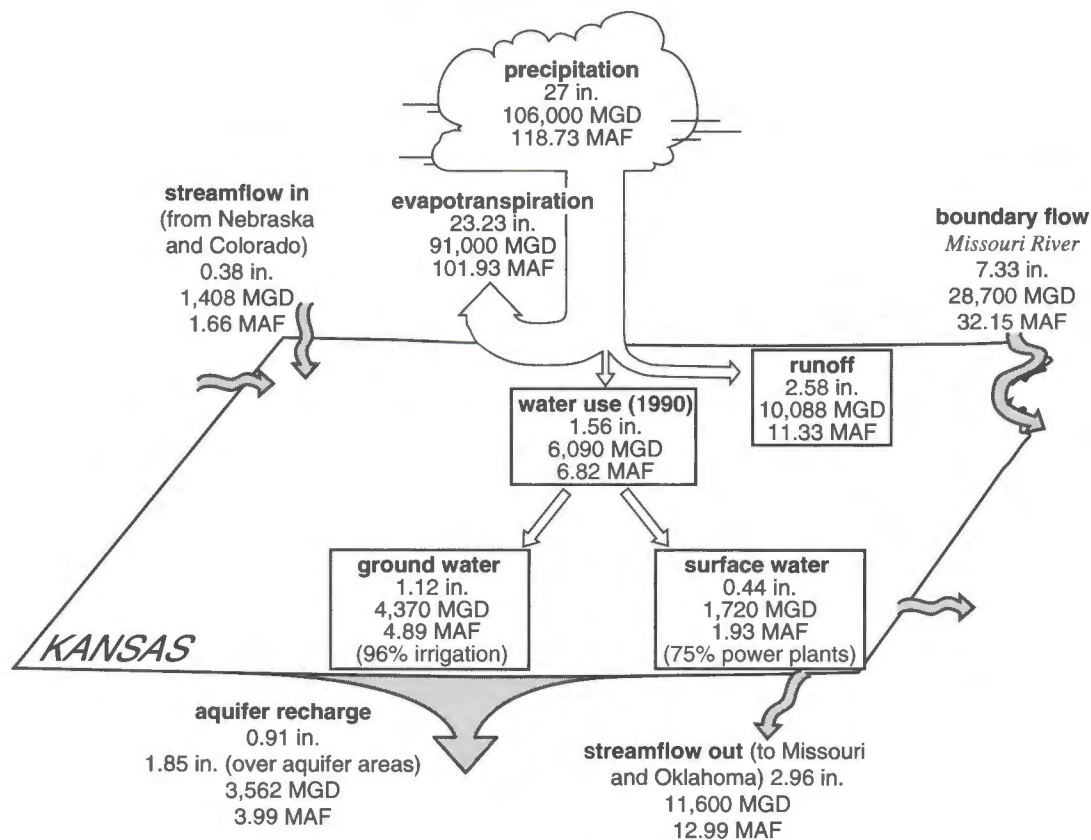 precipitation
27 in.
106,000 MGD
118.73 MAF
streamflow in
(from Nebraska
and Colorado)
0.38 in.
1,408 MGD
1.66 MAF
evapotranspiration
23.23 in.
91,000 MGD
101.93 MAF
boundary flow
Missouri River
7.33 in.
28,700 MGD
32.15 MAF
runoff
2.58 in.
10,088 MGD
11.33 MAF
water use (1990)
1.56 in.
6,090 MGD
6.82 MAF
ground water
1.12 in.
4,370 MGD
4.89 MAF
(96% irrigation)
surface water
0.44 in.
1,720 MGD
1.93 MAF
(75% power plants)
KANSAS
aquifer recharge
0.91 in.
1.85 in. (over aquifer areas)
3,562 MGD
3.99 MAF
streamflow out (to Missouri
and Oklahoma) 2.96 in.
11,600 MGD
12.99 MAF